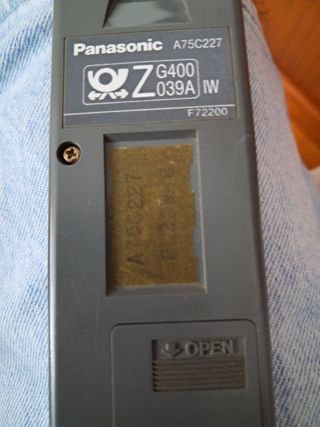 Panasonic A75C227
Z G400
039A IW
F72200
A75C227
OPEN